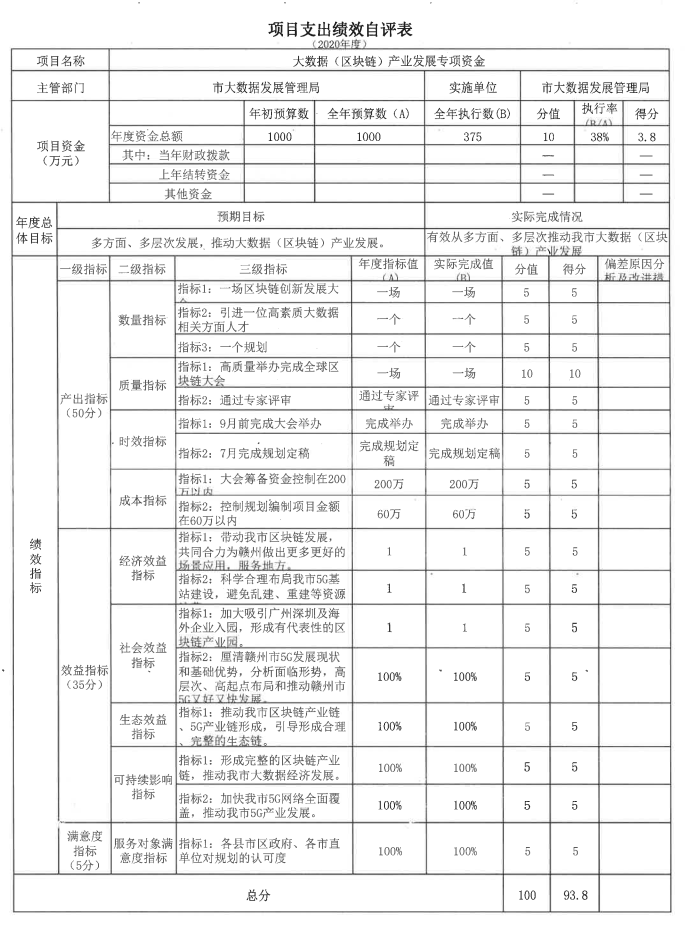 项目支出绩效自评表
（2020年度）
项目名称 大数据（区块链）产业发展专项资金
主管部门 市大数据发展管理局 实施单位 市大数据发展管理局
项目资金
（万元）
年初预算数 全年预算数（A） 全年执行数(B) 分值 执行率
(B/A) 得分
年度资金总额 1000 1000 375 10 38% 3.8
其中：当年财政拨款 — —
上年结转资金 — —
其他资金 — —
年度总
体目标
预期目标 实际完成情况
多方面、多层次发展，推动大数据（区块链）产业发展。
有效从多方面、多层次推动我市大数据（区块
链）产业发展
绩效指标
一级指标 二级指标 三级指标 年度指标值
(A) 实际完成值
(B) 分值 得分 偏差原因分
析及改进措
产出指标
（50分）
数量指标
指标1：一场区块链创新发展大
一场 一场 5 5
指标2：引进一位高素质大数据
相关方面人才
一个 一个 5 5
指标3：一个规划 一个 一个 5 5
质量指标
指标1：高质量举办完成全球区
块链大会
一场 一场 10 10
指标2：通过专家评审 通过专家评
审 通过专家评审 5 5
时效指标
指标1：9月前完成大会举办 完成举办 完成举办 5 5
指标2：7月完成规划定稿 完成规划定
稿 完成规划定稿 5 5
成本指标
指标1：大会筹备资金控制在200
万以内
200万 200万 5 5
指标2：控制规划编制项目金额
在60万以内
60万 60万 5 5
效益指标
（35分）
经济效益
指标
指标1：带动我市区块链发展，
共同合力为赣州做出更多更好的
场景应用，服务地方。
1 1 5 5
指标2：科学合理布局我市5G基
站建设，避免乱建、重建等资源
1 1 5 5
社会效益
指标
指标1：加大吸引广州深圳及海
外企业入园，形成有代表性的区
块链产业园。
1 1 5 5
指标2：厘清赣州市5G发展现状
和基础优势，分析面临形势，高
层次、高起点布局和推动赣州市
5G又好又快发展。
100% 100% 5 5
生态效益
指标
指标1：推动我市区块链产业链
、5G产业链形成，引导形成合理
、完整的生态链。
100% 100% 5 5
可持续影响
指标
指标1：形成完整的区块链产业
链，推动我市大数据经济发展。
100% 100% 5 5
指标2：加快我市5G网络全面覆
盖，推动我市5G产业发展。
100% 100% 5 5
满意度
指标
（5分）
服务对象满
意度指标
指标1：各县市区政府、各市直
单位对规划的认可度
100% 100% 5 5
总分 100 93.8